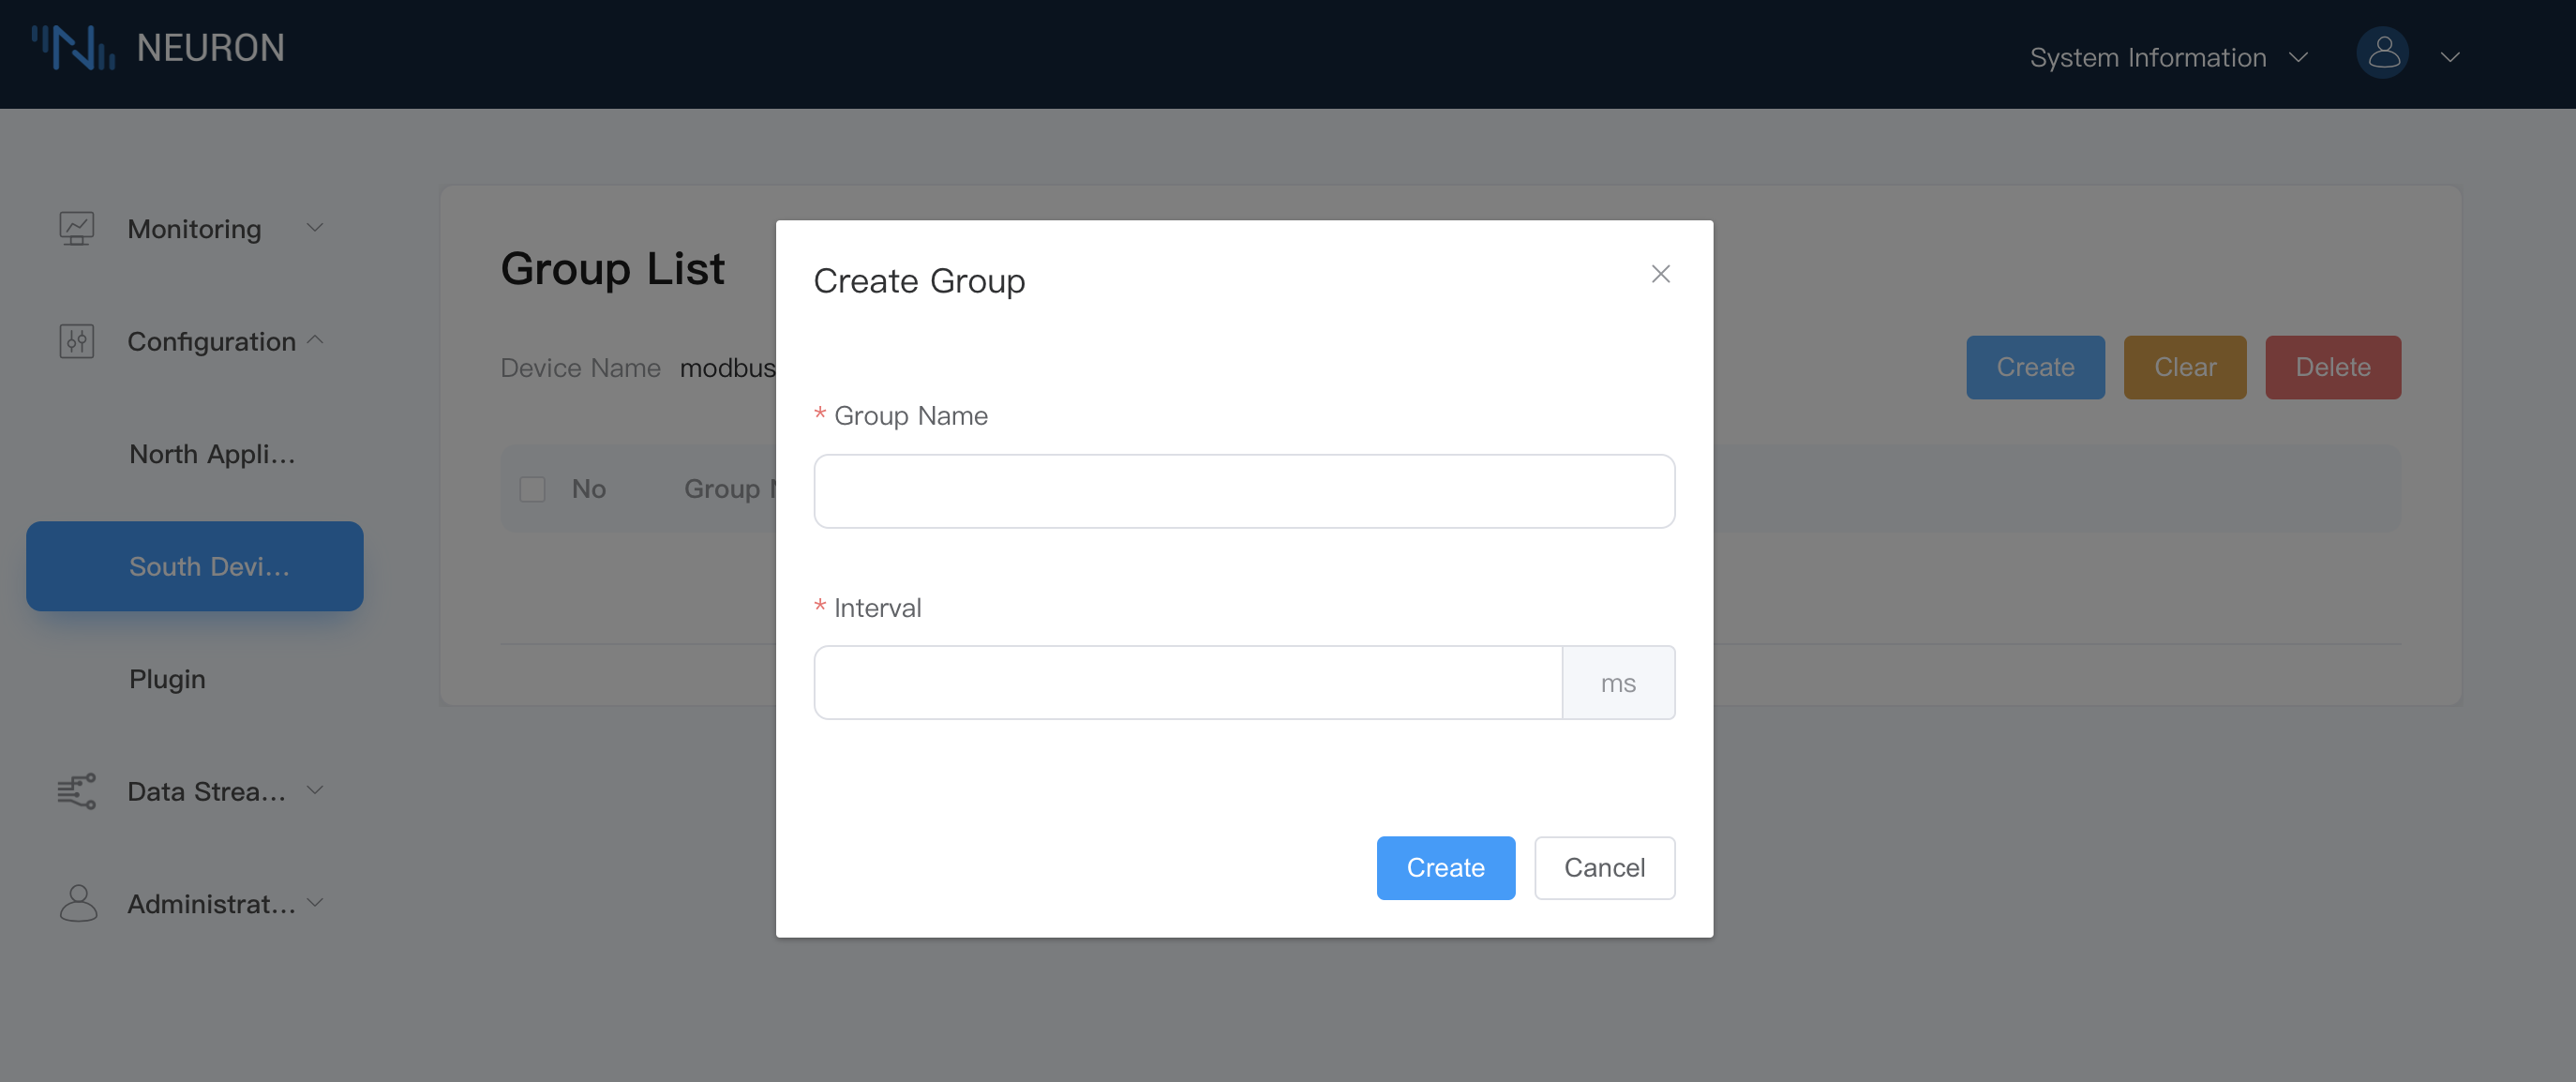 NEURON
System Information
Monitoring
Configuration
North Appli...
South Devi...
Plugin
Data Strea...
Administrat...
Group List
Device Name modbus
Create Clear Delete
No Group
Create Group
* Group Name
* Interval
ms
Create Cancel